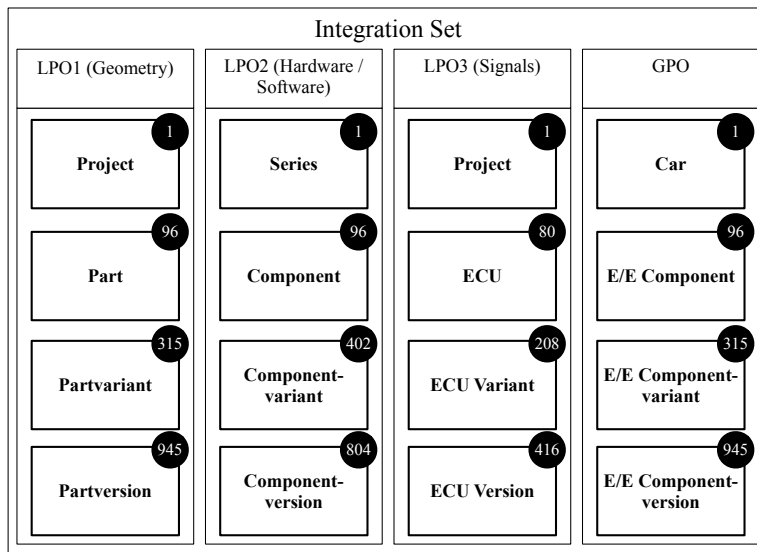 Integration Set
LPO1 (Geometry)
1
Project
96
Part
315
Partvariant
945
Partversion
LPO2 (Hardware /
Software)
1
Series
96
Component
402
Component-
variant
804
Component-
version
LPO3 (Signals)
1
Project
80
ECU
208
ECU Variant
416
ECU Version
GPO
1
Car
96
E/E Component
315
E/E Component-
variant
945
E/E Component-
version